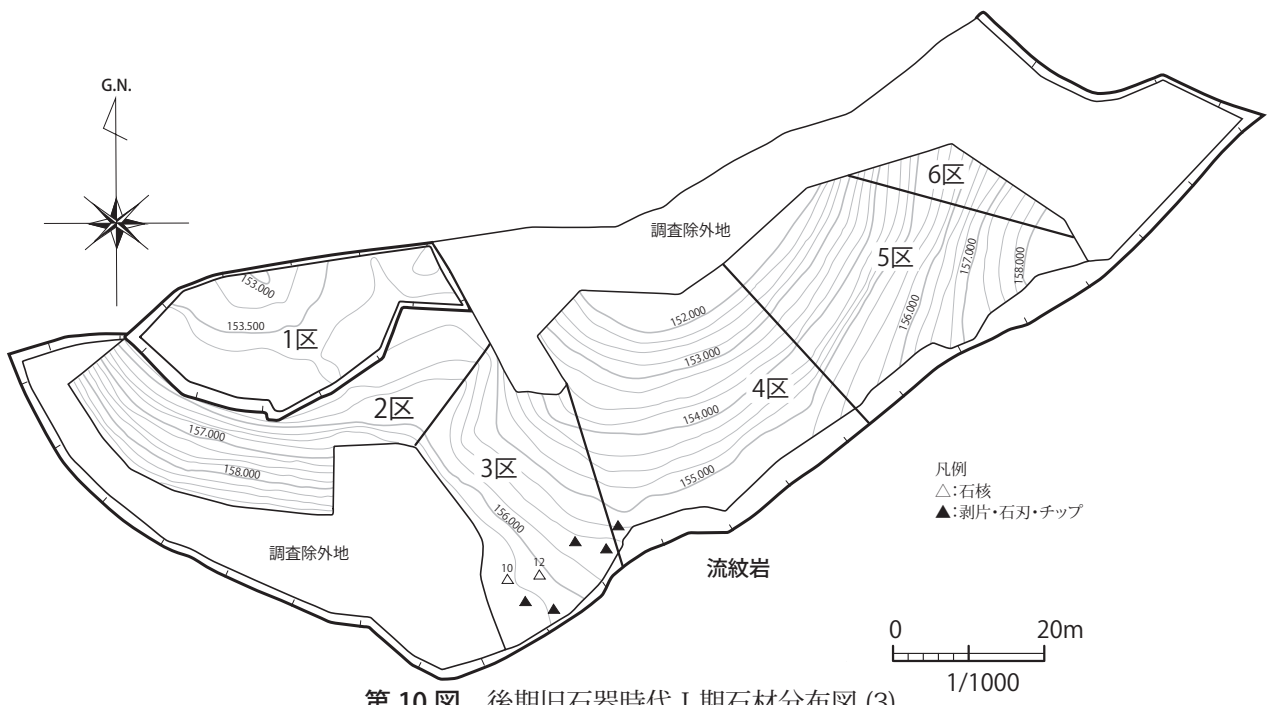 G.N.
調査除外地
6区
5区
157.000
158.000
156.000
153.000
153.500
1区
152.000
153.000
4区
154.000
155.000
2区
157.000
158.000
3区
156.000
調査除外地
10
12
凡例
△:石核
▲:剥片・石刃・チップ
流紋岩
0 20m
1/1000
第 10 図 後期旧石器時代 I 期石材分布図 (3)